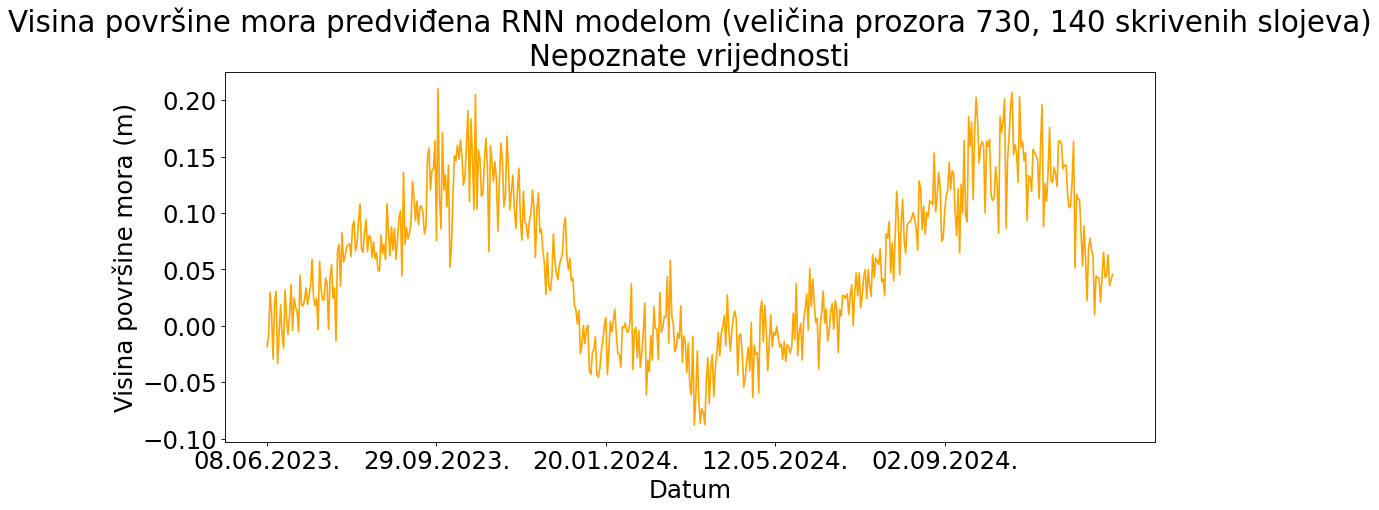 Visina površine mora predviđena RNN modelom (veličina prozora 730, 140 skrivenih slojeva)
Nepoznate vrijednosti
Visina površine mora (m)
0.20
0.15
0.10
0.05
0.00
−0.05
−0.10
08.06.2023. 29.09.2023. 20.01.2024. 12.05.2024. 02.09.2024.
Datum